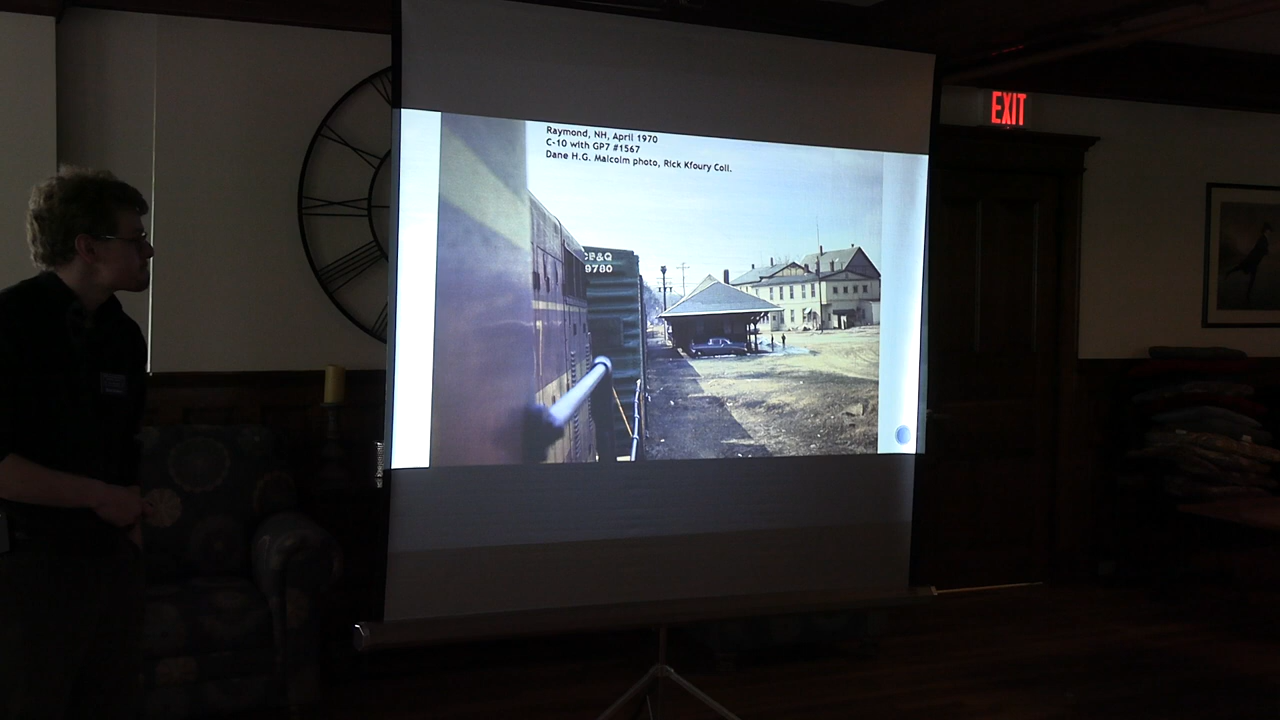 Raymond, NH, April 1970
C-10 with GP7 #1567
Dane H.G. Malcolm photo, Rick Kfoury Coll.
EXIT
CB&Q
9780